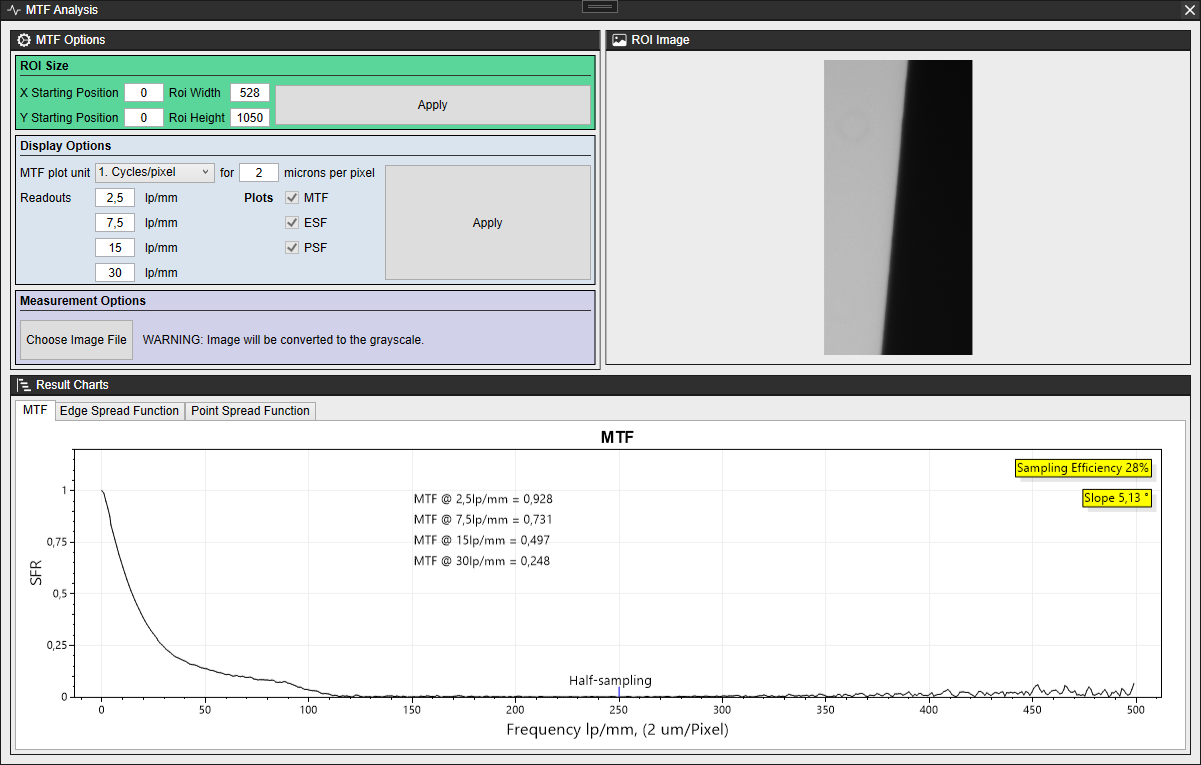 MTF Analysis
MTF Options
ROI Size
X Starting Position 0 Roi Width 528
Y Starting Position 0 Roi Height 1050
Apply
Display Options
MTF plot unit 1. Cycles/pixel for 2 microns per pixel
Readouts 2,5 lp/mm Plots MTF
7,5 lp/mm ESF
15 lp/mm PSF
30 lp/mm
Apply
Measurement Options
Choose Image File WARNING: Image will be converted to the grayscale.
ROI Image
Result Charts
MTF Edge Spread Function Point Spread Function
MTF
Sampling Efficiency 28%
Slope 5,13 °
MTF @ 2,5lp/mm = 0,928
MTF @ 7,5lp/mm = 0,731
MTF @ 15lp/mm = 0,497
MTF @ 30lp/mm = 0,248
SFR
1
0,75
0,5
0,25
0
Half-sampling
0 50 100 150 200 250 300 350 400 450 500
Frequency lp/mm, (2 um/Pixel)